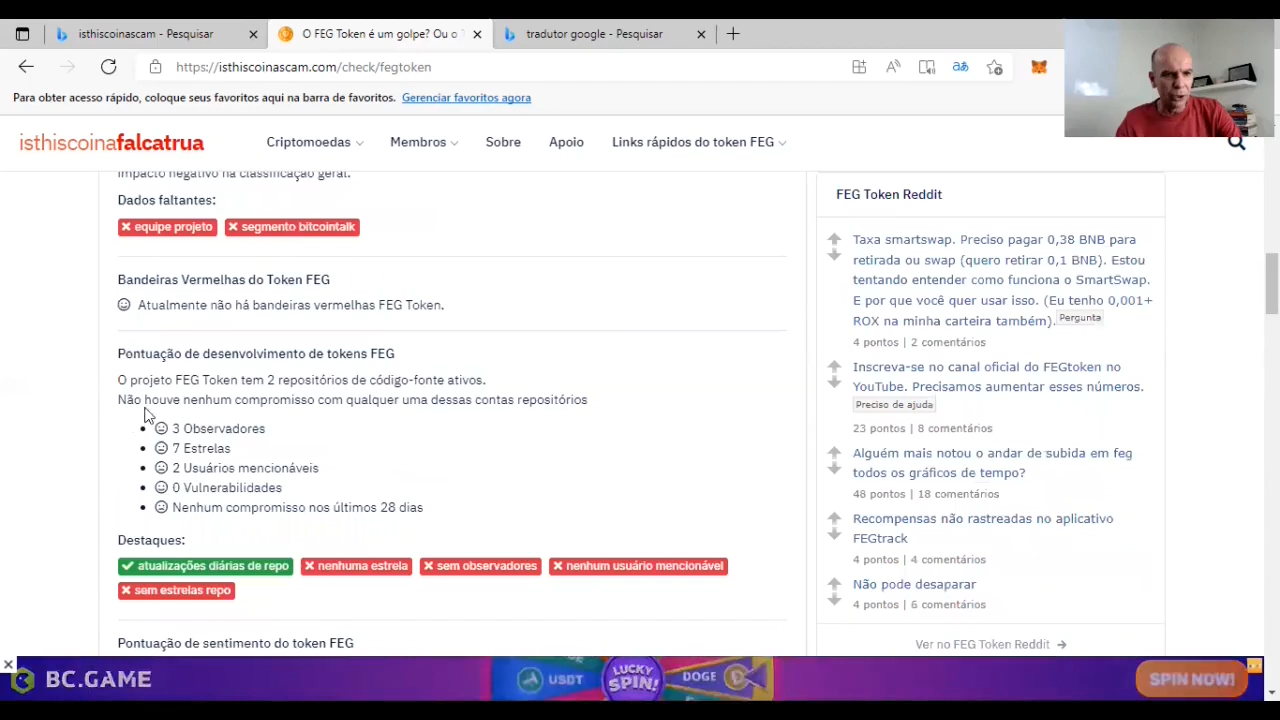 isthiscoinascam - Pesquisar
O FEG Token é um golpe? Ou o
tradutor google - Pesquisar
https://isthiscoinascam.com/check/fegtoken
Para obter acesso rápido, coloque seus favoritos aqui na barra de favoritos. Gerenciar favoritos agora
isthiscoinafalcatrua
Criptomoedas
Membros
Sobre
Apoio
Links rápidos do token FEG
impacto negativo na classificação geral.
Dados faltantes:
equipe projeto
segmento bitcointalk
Bandeiras Vermelhas do Token FEG
Atualmente não há bandeiras vermelhas FEG Token.
Pontuação de desenvolvimento de tokens FEG
O projeto FEG Token tem 2 repositórios de código-fonte ativos.
Não houve nenhum compromisso com qualquer uma dessas contas repositórios
3 Observadores
7 Estrelas
2 Usuários mencionáveis
0 Vulnerabilidades
Nenhum compromisso nos últimos 28 dias
Destaques:
atualizações diárias de repo
nenhuma estrela
sem observadores
nenhum usuário mencionável
sem estrelas repo
Pontuação de sentimento do token FEG
FEG Token Reddit
Taxa smartswap. Preciso pagar 0,38 BNB para
retirada ou swap (quero retirar 0,1 BNB). Estou
tentando entender como funciona o SmartSwap.
E por que você quer usar isso. (Eu tenho 0,001+
ROX na minha carteira também). Pergunta
4 pontos | 2 comentários
Inscreva-se no canal oficial do FEGtoken no
YouTube. Precisamos aumentar esses números.
Preciso de ajuda
23 pontos | 8 comentários
Alguém mais notou o andar de subida em feg
todos os gráficos de tempo?
48 pontos | 18 comentários
Recompensas não rastreadas no aplicativo
FEGtrack
4 pontos | 4 comentários
Não pode desaparar
4 pontos | 6 comentários
Ver no FEG Token Reddit
BC.GAME
USDT
LUCKY
SPIN!
DOGE
SPIN NOW!